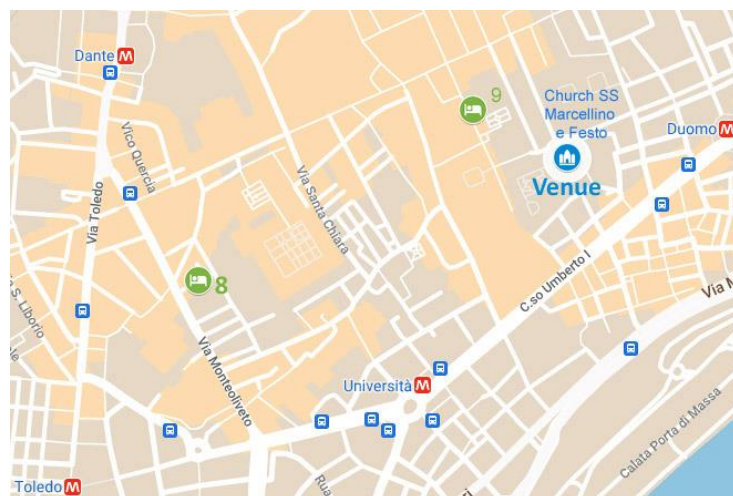 Dante M
9
Church SS
Marcellino
e Festo
Duomo M
Venue
Vico Quercia
Via Toledo
Via Santa Chiara
8
C.so Umberto I
Via M
a S. Liborio
Via Monteoliveto
Università M
Calata Porta di Massa
Toledo M
Rua